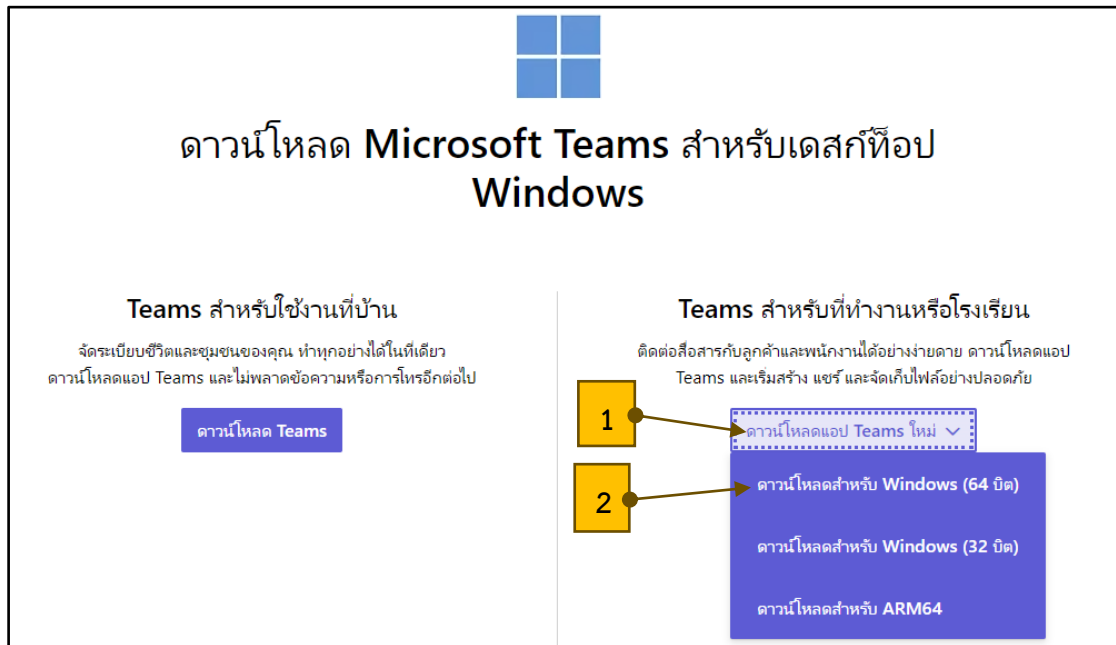 ดาวน์โหลด Microsoft Teams สำหรับเดสก์ท็อป
Windows
Teams สำหรับใช้งานที่บ้าน
จัดระเบียบชีวิตและชุมชนของคุณ ทำทุกอย่างได้ในที่เดียว
ดาวน์โหลดแอป Teams และไม่พลาดข้อความหรือการโทรอีกต่อไป
ดาวน์โหลด Teams
Teams สำหรับที่ทำงานหรือโรงเรียน
ติดต่อสื่อสารกับลูกค้าและพนักงานได้อย่างง่ายดาย ดาวน์โหลดแอป
Teams และเริ่มสร้าง แชร์ และจัดเก็บไฟล์อย่างปลอดภัย
1
ดาวน์โหลดแอป Teams ใหม่
2
ดาวน์โหลดสำหรับ Windows (64 บิต)
ดาวน์โหลดสำหรับ Windows (32 บิต)
ดาวน์โหลดสำหรับ ARM64